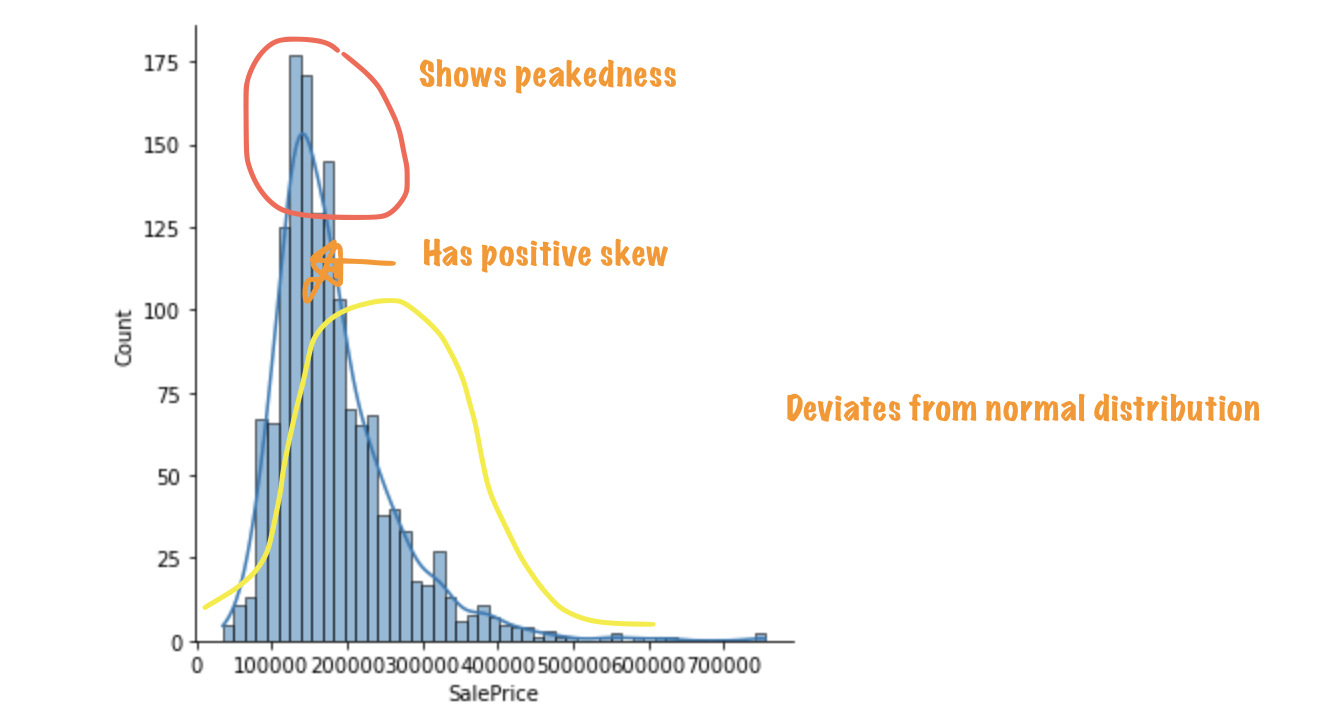 175
Shows peakedness
150
125
Has positive skew
100
Count
75
Deviates from normal distribution
50
25
0
0 100000 200000 300000 400000 500000 600000 700000
SalePrice